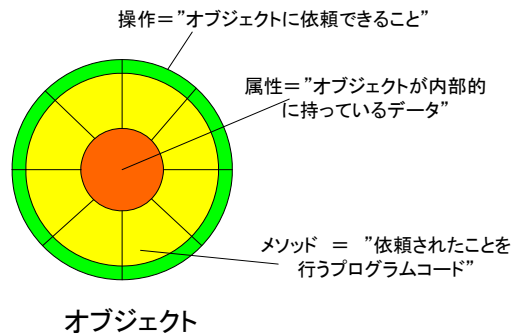 操作＝”オブジェクトに依頼できること”
属性＝”オブジェクトが内部的
に持っているデータ”
メソッド　＝　”依頼されたことを
行うプログラムコード”
オブジェクト